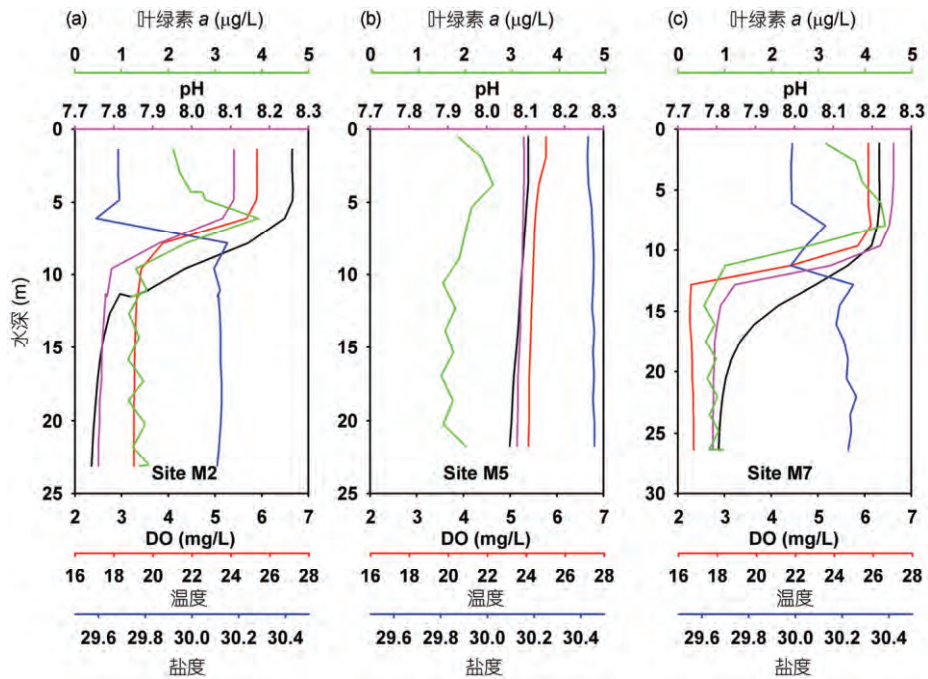 (a) 叶绿素 a (μg/L) (b) 叶绿素 a (μg/L) (c) 叶绿素 a (μg/L)
0 1 2 3 4 5 0 1 2 3 4 5 0 1 2 3 4 5
pH pH pH
7.7 7.8 7.9 8.0 8.1 8.2 8.3 7.7 7.8 7.9 8.0 8.1 8.2 8.3 7.7 7.8 7.9 8.0 8.1 8.2 8.3
0 0 0
5 5 5
10 10 10
水深 (m)
15 15 15
20 20 20
25
Site M2 Site M5 Site M7
25 25 30
2 3 4 5 6 7 2 3 4 5 6 7 2 3 4 5 6 7
DO (mg/L) DO (mg/L) DO (mg/L)
16 18 20 22 24 26 28 16 18 20 22 24 26 28 16 18 20 22 24 26 28
温度 温度 温度
29.6 29.8 30.0 30.2 30.4 29.6 29.8 30.0 30.2 30.4 29.6 29.8 30.0 30.2 30.4
盐度 盐度 盐度